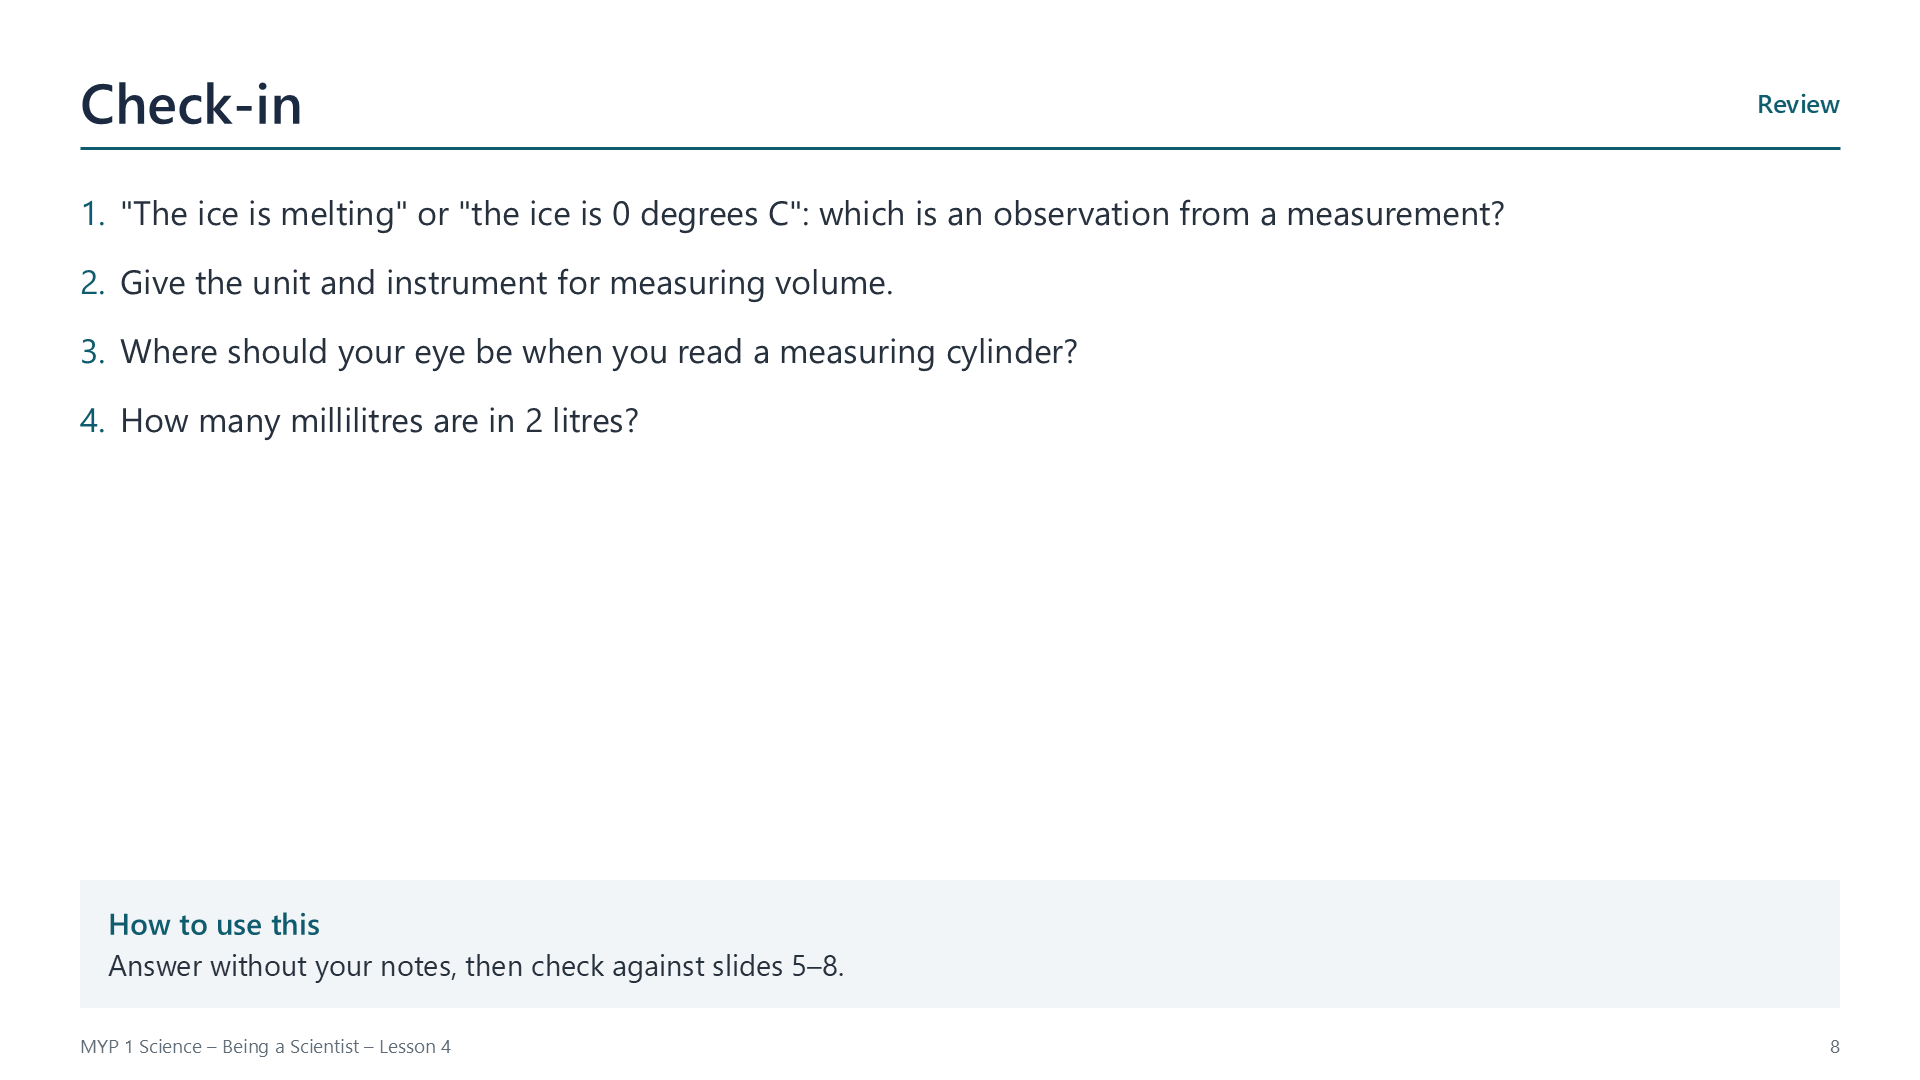 Check-in
Review
1. "The ice is melting" or "the ice is 0 degrees C": which is an observation from a measurement?
2. Give the unit and instrument for measuring volume.
3. Where should your eye be when you read a measuring cylinder?
4. How many millilitres are in 2 litres?
How to use this
Answer without your notes, then check against slides 5–8.
MYP 1 Science – Being a Scientist – Lesson 4
8